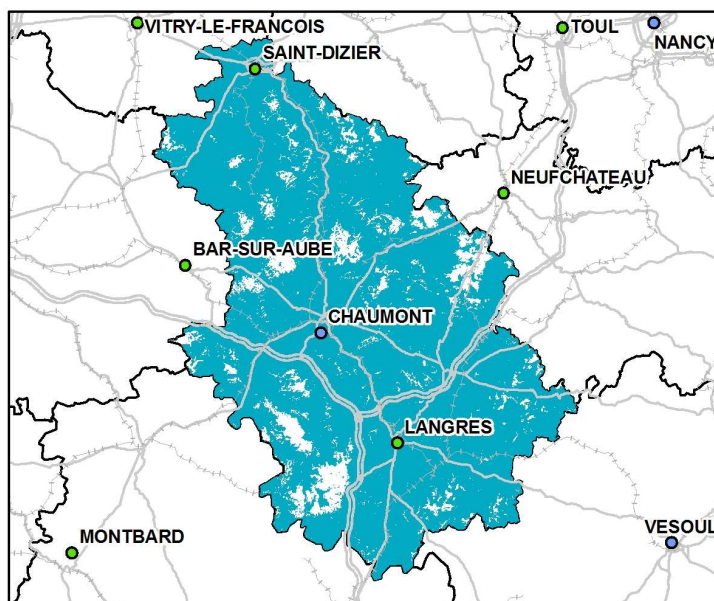 VITRY-LE-FRANCOIS
TOUL
NANCY
SAINT-DIZIER
NEUFCHATEAU
BAR-SUR-AUBE
CHAUMONT
LANGRES
MONTBARD
VESOUL